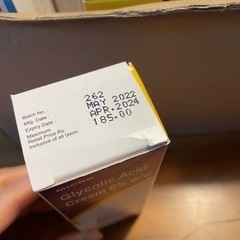 Batch No :
Mfg. Date :
Expiry Date :
Maximum
Retail Price Rs.
Inclusive of all taxes
262
MAY 2022
APR.2024
185.00
MICRO
Glycolic Acid
Cream 6% w/w